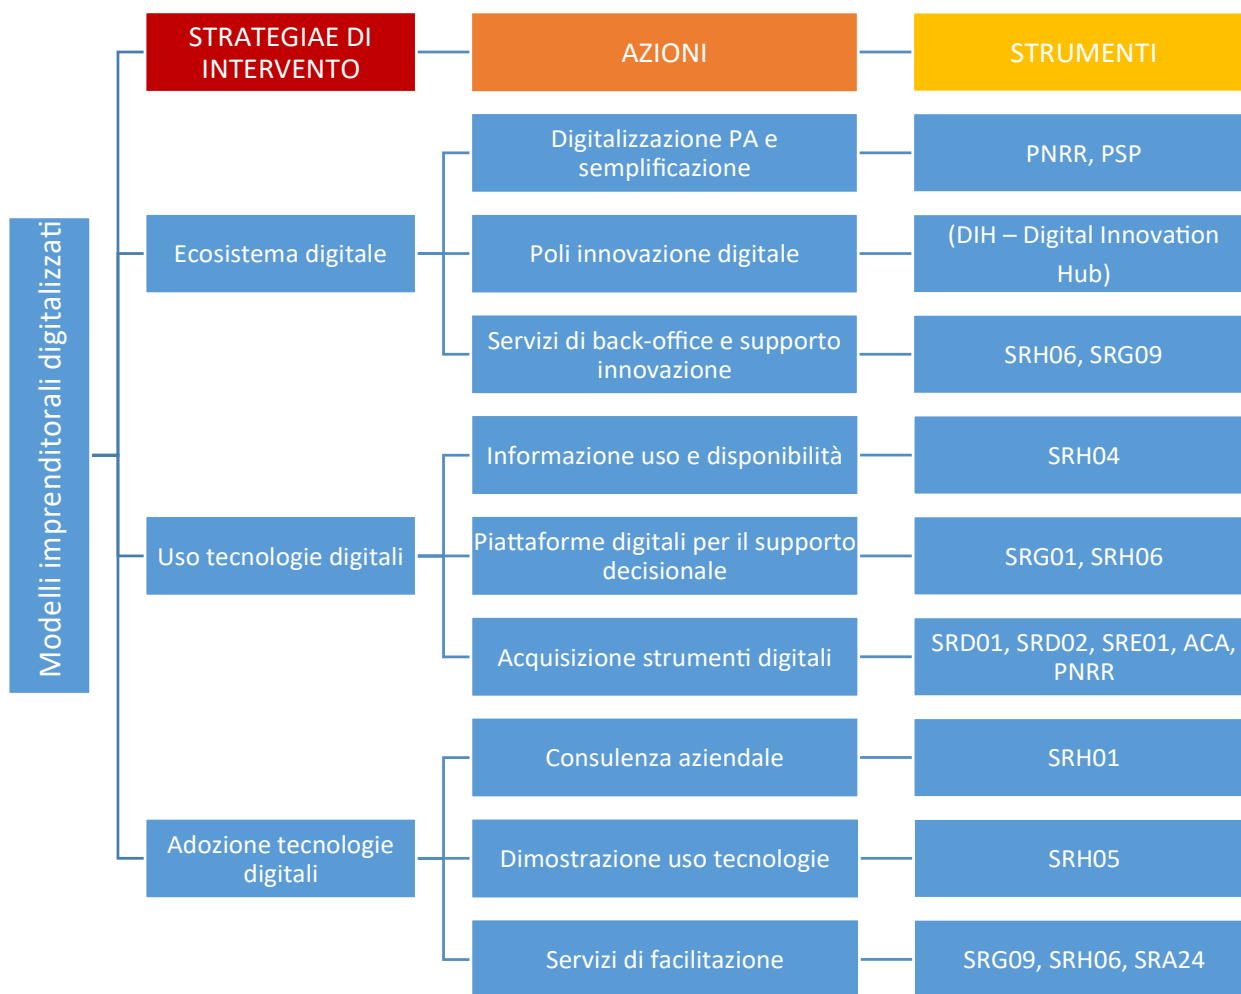 Modelli imprenditorali digitalizzati
STRATEGIAE DI
INTERVENTO
AZIONI
STRUMENTI
Ecosistema digitale
Digitalizzazione PA e
semplificazione
PNRR, PSP
Poli innovazione digitale
(DIH – Digital Innovation
Hub)
Servizi di back-office e supporto
innovazione
SRH06, SRG09
Uso tecnologie digitali
Informazione uso e disponibilità
SRH04
Piattaforme digitali per il supporto
decisionale
SRG01, SRH06
Acquisizione strumenti digitali
SRD01, SRD02, SRE01, ACA,
PNRR
Adozione tecnologie
digitali
Consulenza aziendale
SRH01
Dimostrazione uso tecnologie
SRH05
Servizi di facilitazione
SRG09, SRH06, SRA24